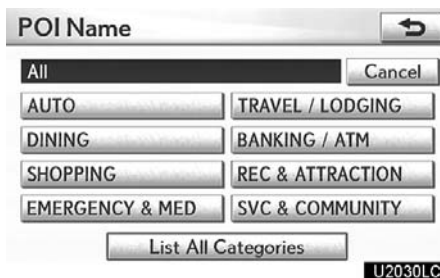 POI Name
All
Cancel
AUTO
TRAVEL / LODGING
DINING
BANKING / ATM
SHOPPING
REC & ATTRACTION
EMERGENCY & MED
SVC & COMMUNITY
List All Categories
U2030LC